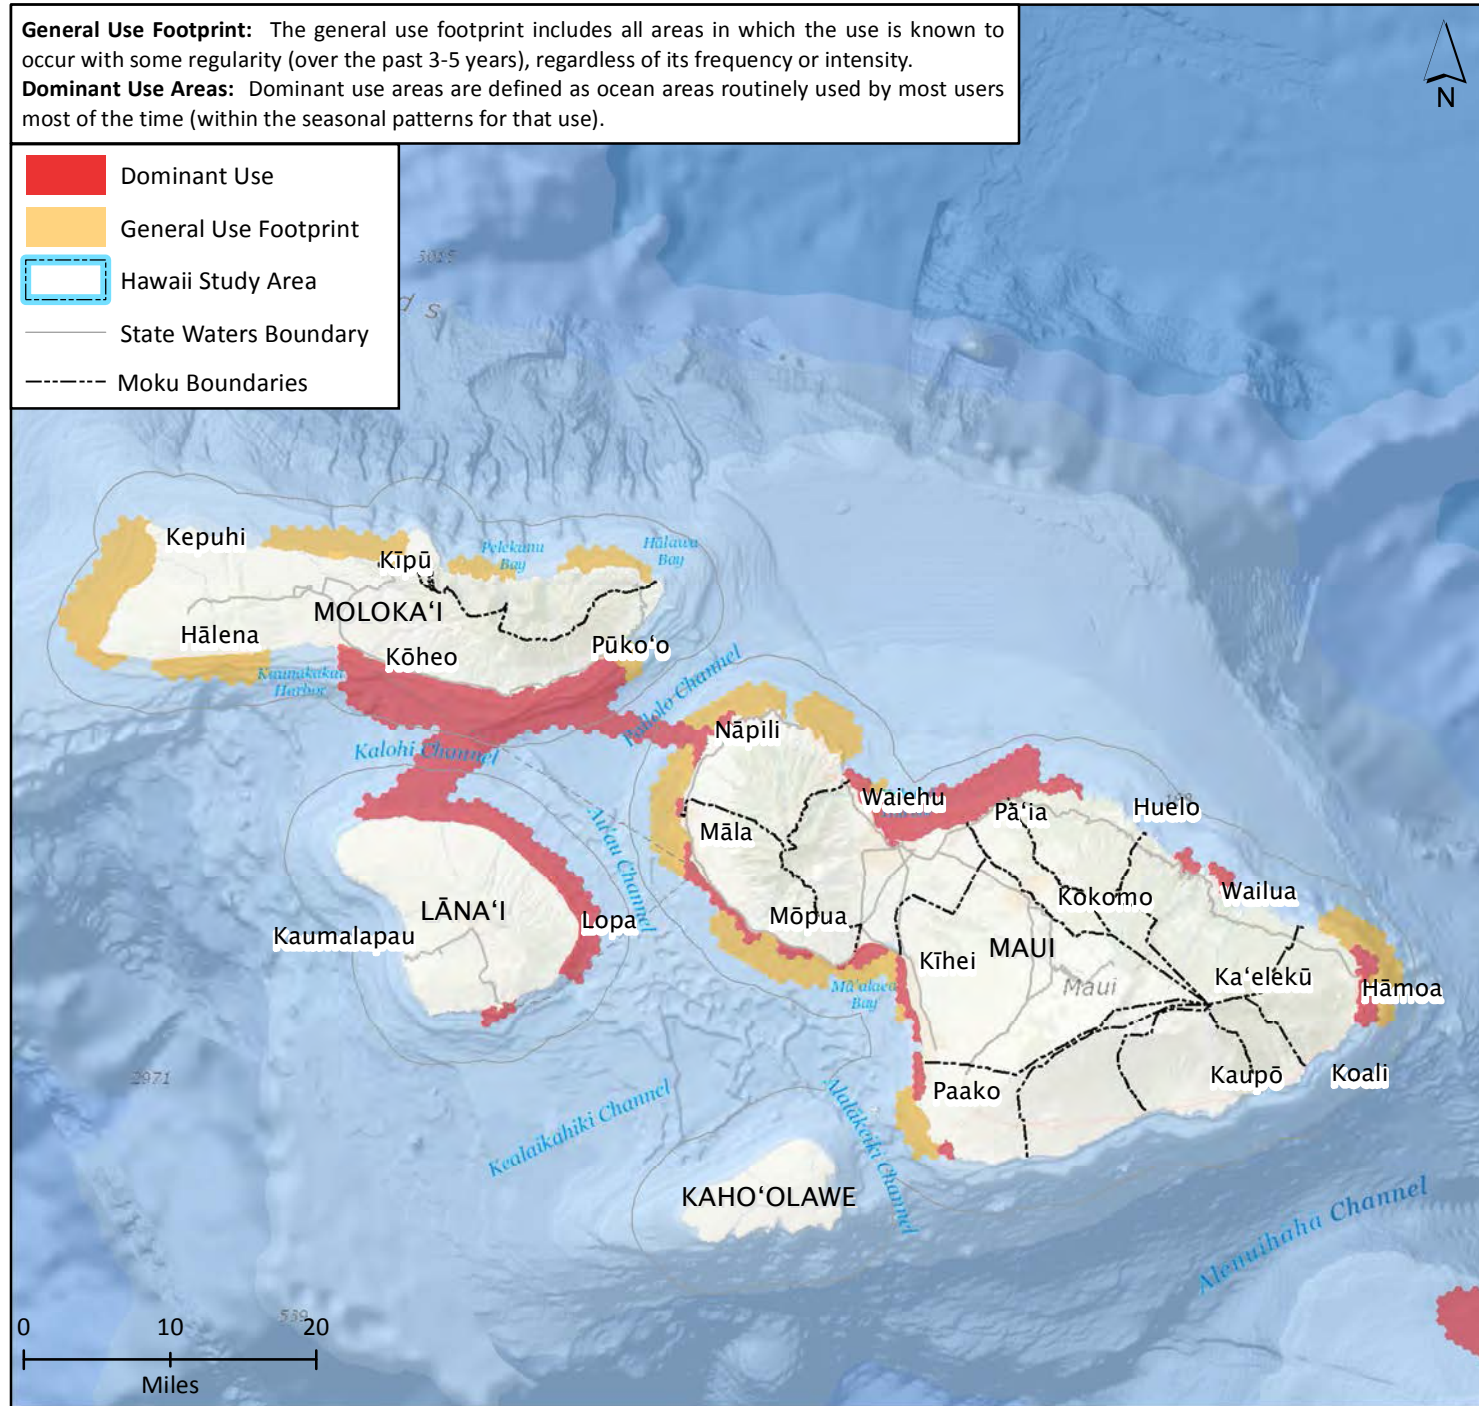 General Use Footprint: The general use footprint includes all areas in which the use is known to
occur with some regularity (over the past 3-5 years), regardless of its frequency or intensity.
Dominant Use Areas: Dominant use areas are defined as ocean areas routinely used by most users
most of the time (within the seasonal patterns for that use).
N
Dominant Use
General Use Footprint
Hawaii Study Area
State Waters Boundary
Moku Boundaries
3025
d s
Kepuhi
Kīpū
Pelekunu
Bay
Hālawa
Bay
MOLOKAʻI
Hālena
Kōheo
Pūkoʻo
Kaunakakai
Harbor
Pailolo Channel
Kalohi Channel
Nāpili
Waiehu
Pāʻia
Huelo
Māla
Auʻau Channel
Wailua
Kōkomo
LĀNAʻI
Lopa
Mōpua
Kaumalapau
Kīhei
MAUI
Maui
Kaʻelekū
Hāmoa
Māʻalaea
Bay
2971
Paako
Kaupō
Koali
Kealaikahiki Channel
Alalākeiki Channel
KAHOʻOLAWE
Alenuihāhā Channel
539
0 10 20
Miles